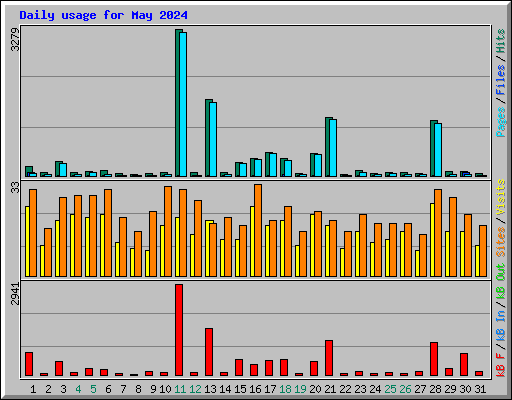 Daily usage for May 2024
3279
Pages / Files / Hits
33
Sites / Visits
2941
kB F / kB In / kB Out
1 2 3 4 5 6 7 8 9 10 11 12 13 14 15 16 17 18 19 20 21 22 23 24 25 26 27 28 29 30 31